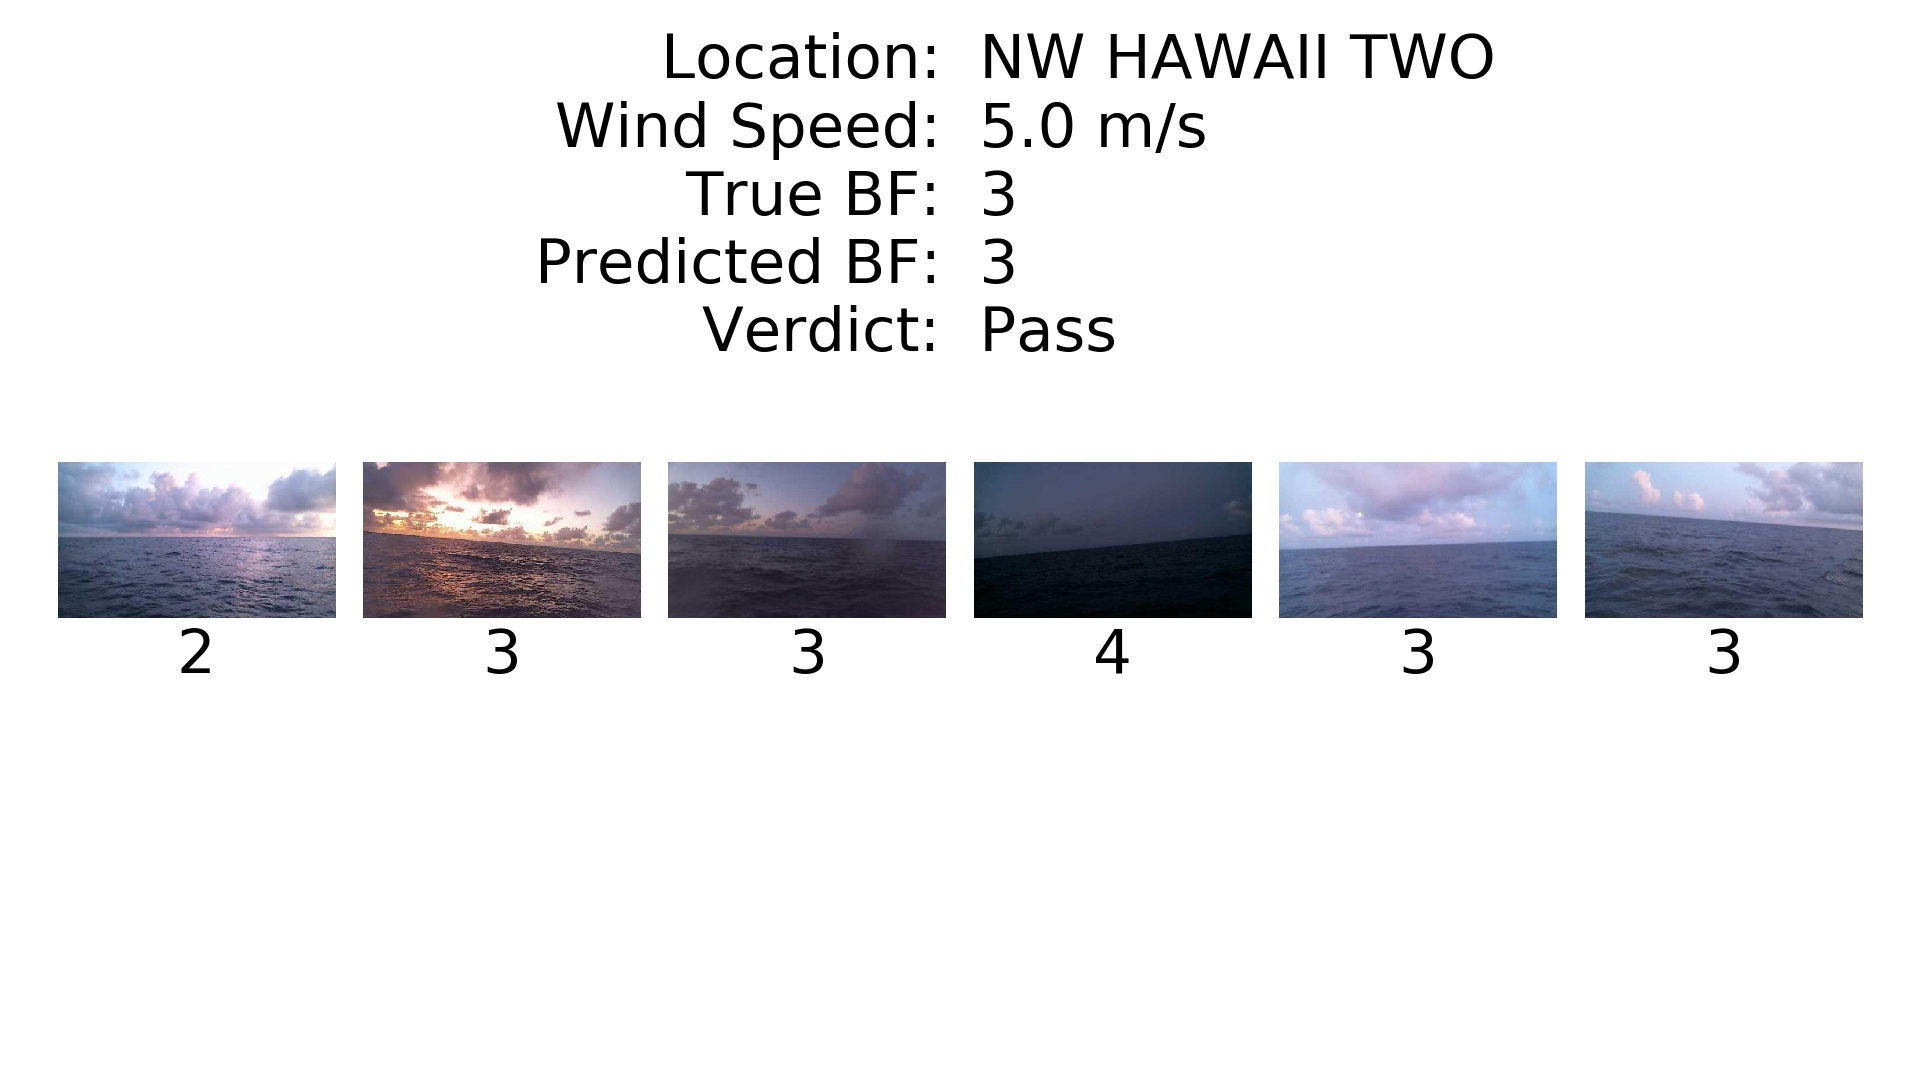 Location: NW HAWAII TWO
Wind Speed: 5.0 m/s
True BF: 3
Predicted BF: 3
Verdict: Pass
2 3 3 4 3 3